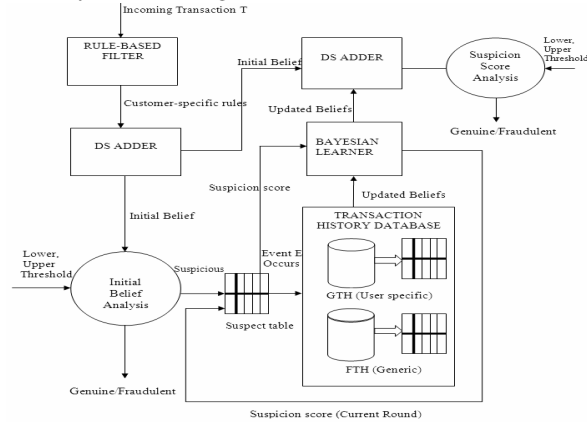 Incoming Transaction T
RULE-BASED
FILTER
Customer-specific rules
DS ADDER
Initial Belief
DS ADDER
Suspicion
Score
Analysis
Lower,
Upper
Threshold
Genuine/Fraudulent
Updated Beliefs
BAYESIAN
LEARNER
Suspicion score
Updated Beliefs
Initial Belief
Lower,
Upper
Threshold
Initial
Belief
Analysis
Suspicious
Event E
Occurs
Suspect table
TRANSACTION
HISTORY DATABASE
GTH (User specific)
FTH (Generic)
Genuine/Fraudulent
Suspicion score (Current Round)